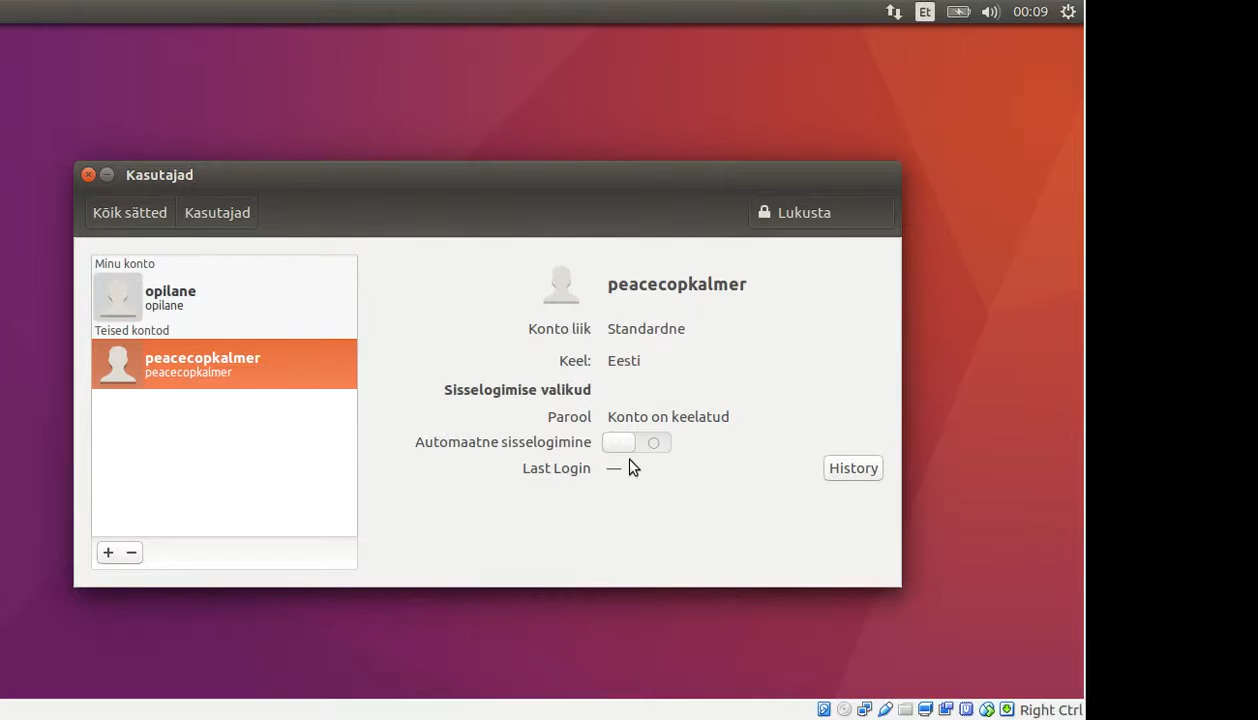 Et 00:09
Kasutajad
Kõik sätted Kasutajad Lukusta
Minu konto
opilane
opilane
Teised kontod
peacecopkalmer
peacecopkalmer
peacecopkalmer
Konto liik Standardne
Keel: Eesti
Sisselogimise valikud
Parool Konto on keelatud
Automaatne sisselogimine
Last Login — History
+ −
Right Ctrl